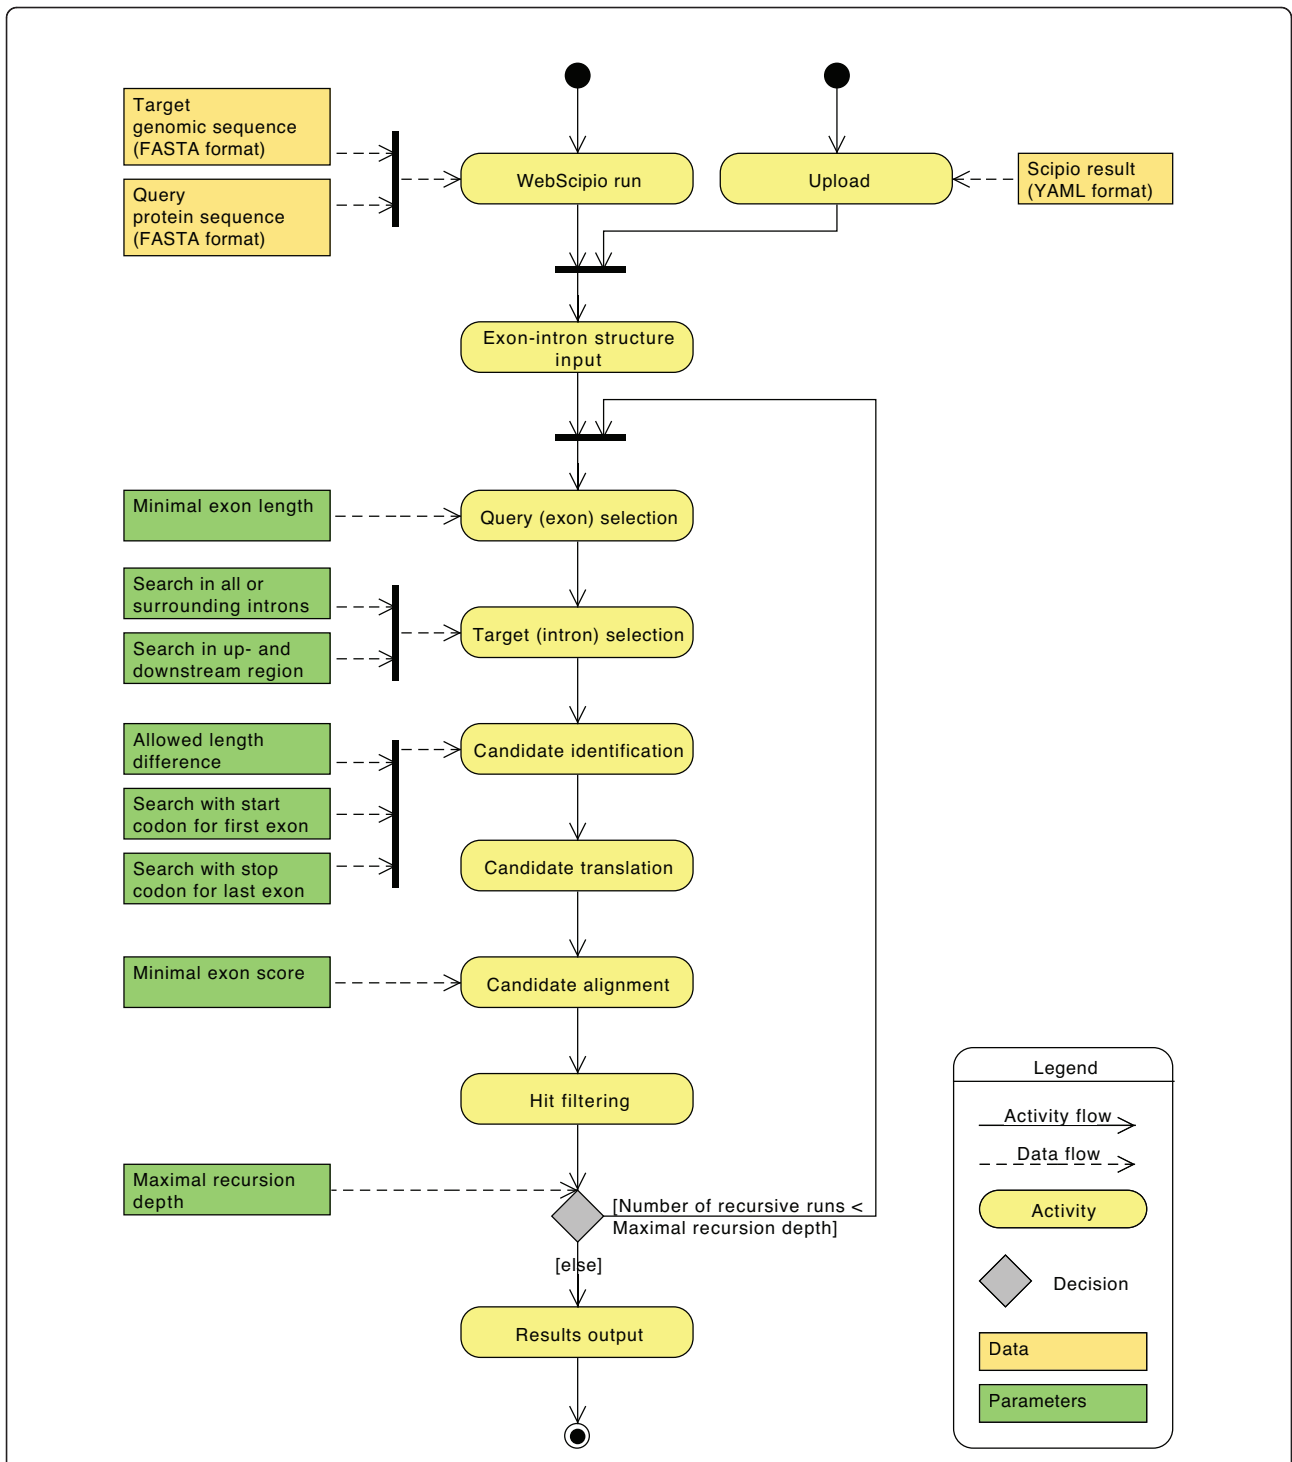 Target
genomic sequence
(FASTA format)
Query
protein sequence
(FASTA format)
WebScipio run
Upload
Scipio result
(YAML format)
Exon-intron structure
input
Minimal exon length
Query (exon) selection
Search in all or
surrounding introns
Search in up- and
downstream region
Target (intron) selection
Allowed length
difference
Search with start
codon for first exon
Search with stop
codon for last exon
Candidate identification
Candidate translation
Minimal exon score
Candidate alignment
Hit filtering
Maximal recursion
depth
[Number of recursive runs <
Maximal recursion depth]
[else]
Results output
Legend
Activity flow
Data flow
Activity
Decision
Data
Parameters